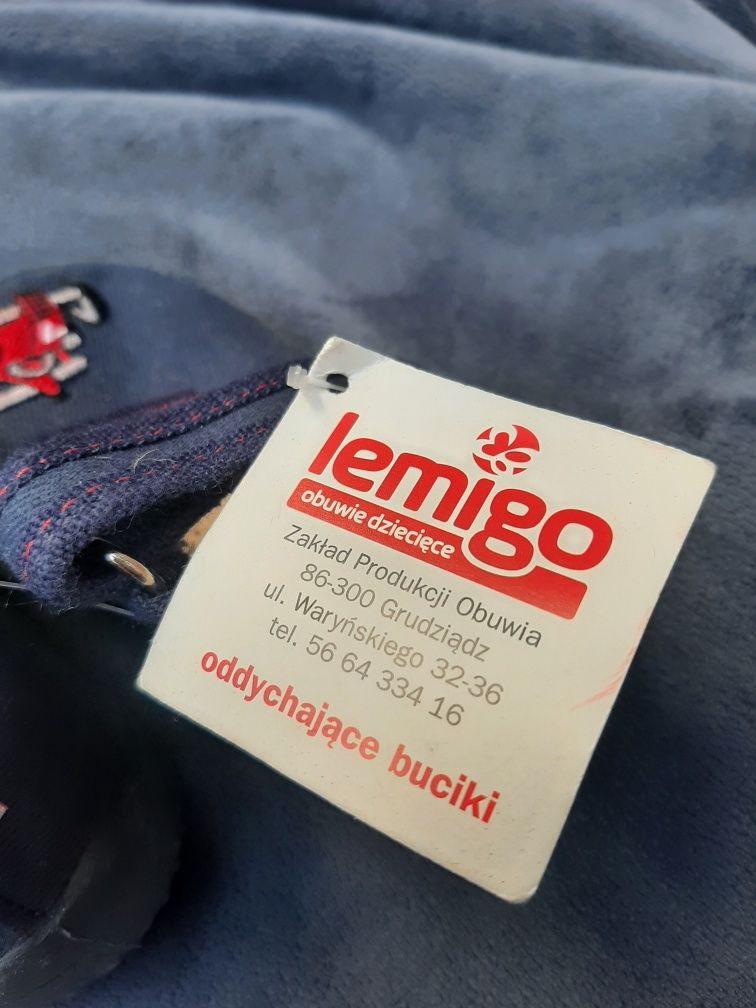 lemigo
obuwie dziecięce
Zakład Produkcji Obuwia
86-300 Grudziądz
ul. Waryńskiego 32-36
tel. 56 64 334 16
oddychające buciki